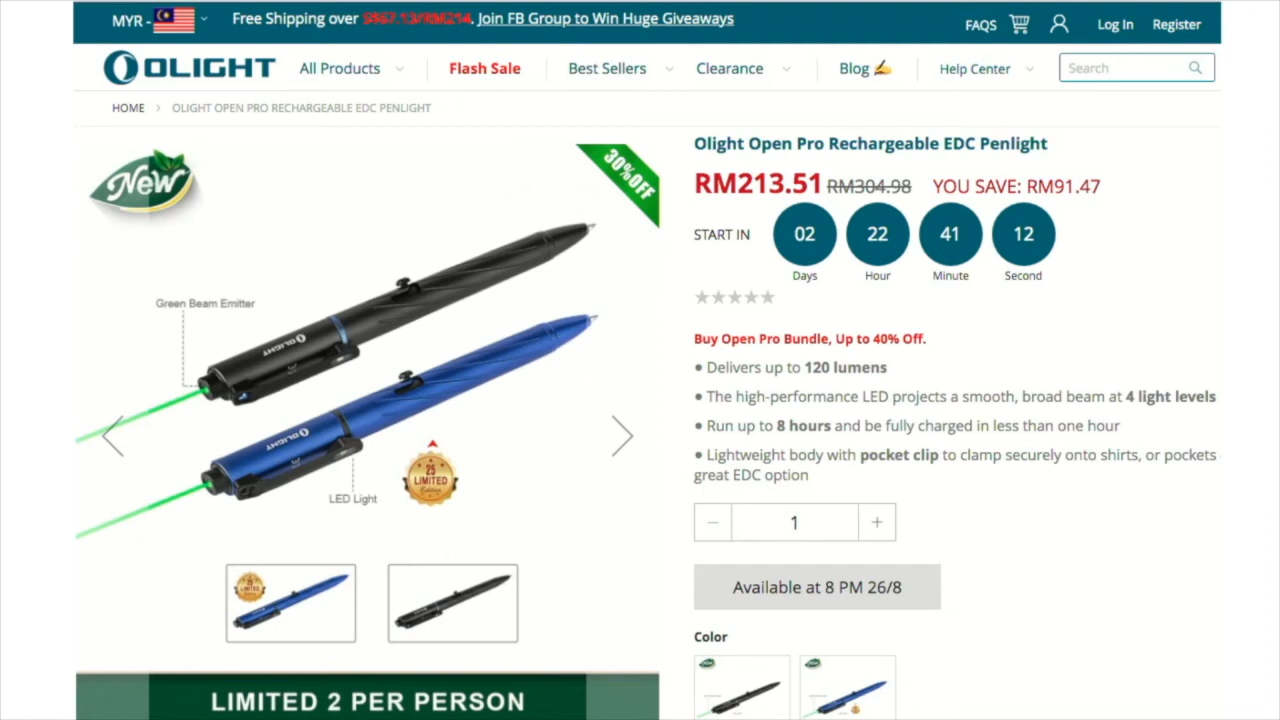 MYR -
Free Shipping over . Join FB Group to Win Huge Giveaways
FAQS
Log In
Register
OLIGHT
All Products
Flash Sale
Best Sellers
Clearance
Blog
Help Center
Search
HOME > OLIGHT OPEN PRO RECHARGEABLE EDC PENLIGHT
New
30%OFF
Green Beam Emitter
OLIGHT
OLIGHT
LED Light
25
LIMITED
Edition
LIMITED 2 PER PERSON
Olight Open Pro Rechargeable EDC Penlight
RM213.51 RM304.98 YOU SAVE: RM91.47
START IN 02 22 41 12
Days Hour Minute Second
Buy Open Pro Bundle, Up to 40% Off.
● Delivers up to 120 lumens
● The high-performance LED projects a smooth, broad beam at 4 light levels
● Run up to 8 hours and be fully charged in less than one hour
● Lightweight body with pocket clip to clamp securely onto shirts, or pockets
great EDC option
− 1 +
Available at 8 PM 26/8
Color
New
New